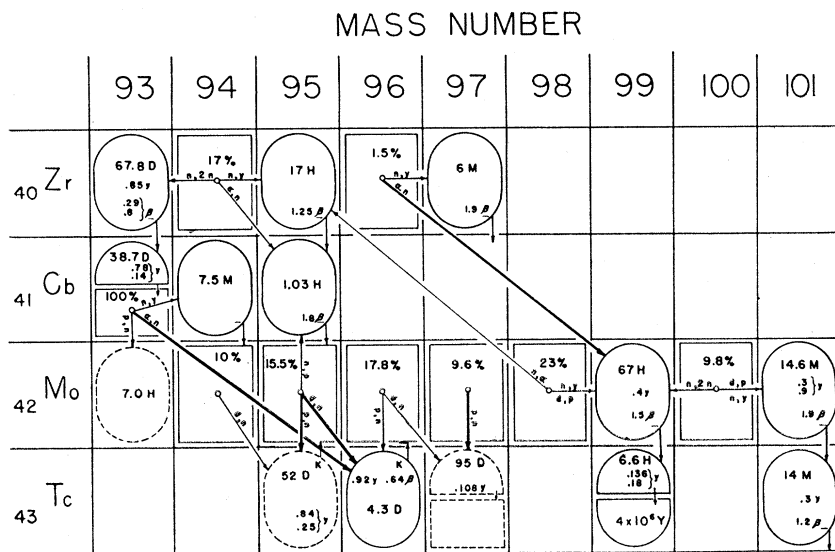 MASS NUMBER
93 94 95 96 97 98 99 100 101
40 Zr
67.8 D
.85 γ
.29
.6 } β
17%
n,2n n,γ
α,n
17 H
1.25 β
1.5%
n,γ
6 M
1.9 β
41 Cb
38.7 D
.78
.14 } γ
100%
n,γ
α,n
p,n
7.5 M
1.03 H
1.8 β
42 Mo
7.0 H
10%
d,n
15.5%
n,p
d,n
p,n
17.8%
p,n
d,n
9.6%
p,n
23%
n,α
n,γ
d,p
67 H
.4 γ
1.5 β
9.8%
n,2n d,p
n,γ
14.6 M
.3
.9 } γ
1.9 β
43 Tc
52 D
K
.84
.25 } γ
K
.92 γ .64 β
4.3 D
95 D
.108 γ
6.6 H
.136
.18 } γ
4 x 10⁶ Y
14 M
.3 γ
1.2 β